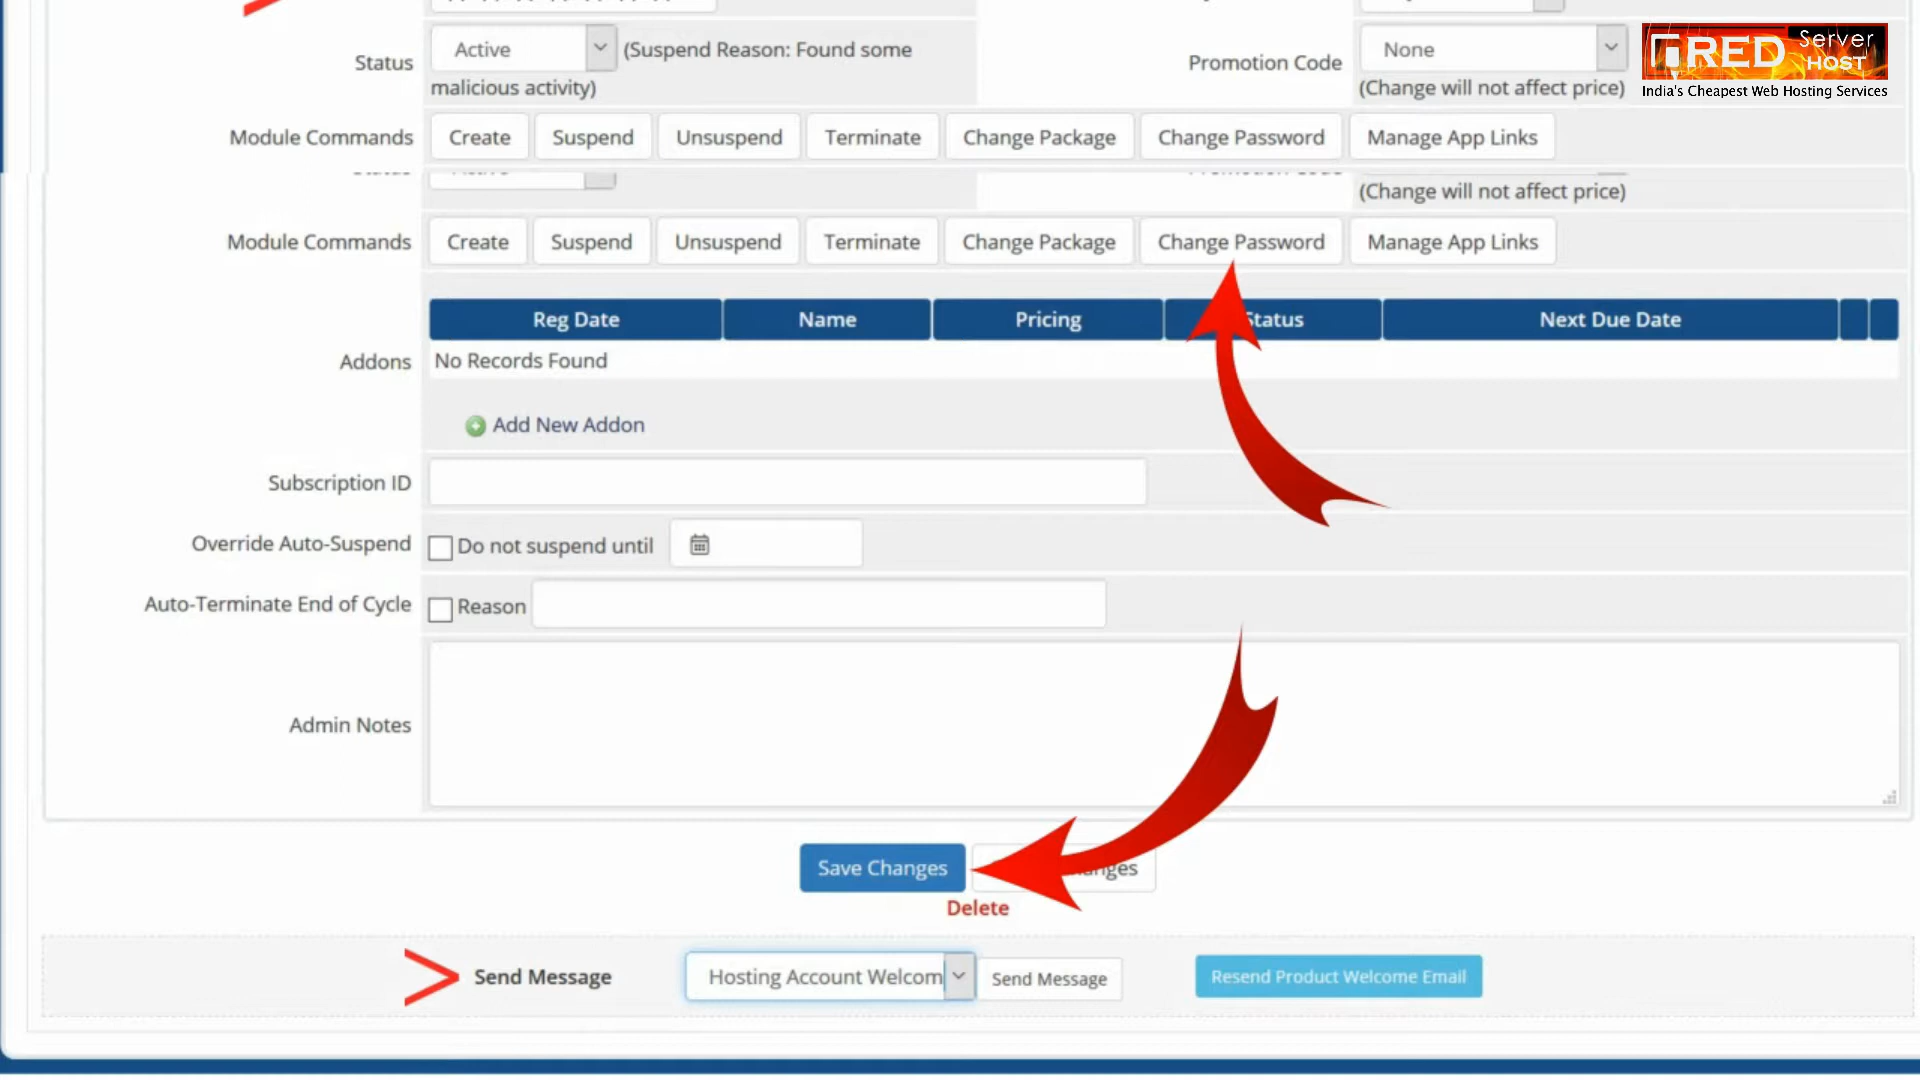 Status Active (Suspend Reason: Found some malicious activity) Promotion Code None (Change will not affect price)
RED Server HOST
India's Cheapest Web Hosting Services
Module Commands Create Suspend Unsuspend Terminate Change Package Change Password Manage App Links
(Change will not affect price)
Module Commands Create Suspend Unsuspend Terminate Change Package Change Password Manage App Links
Reg Date Name Pricing Status Next Due Date
Addons No Records Found
Add New Addon
Subscription ID
Override Auto-Suspend Do not suspend until
Auto-Terminate End of Cycle Reason
Admin Notes
Save Changes
Delete
Send Message Hosting Account Welcom Send Message Resend Product Welcome Email